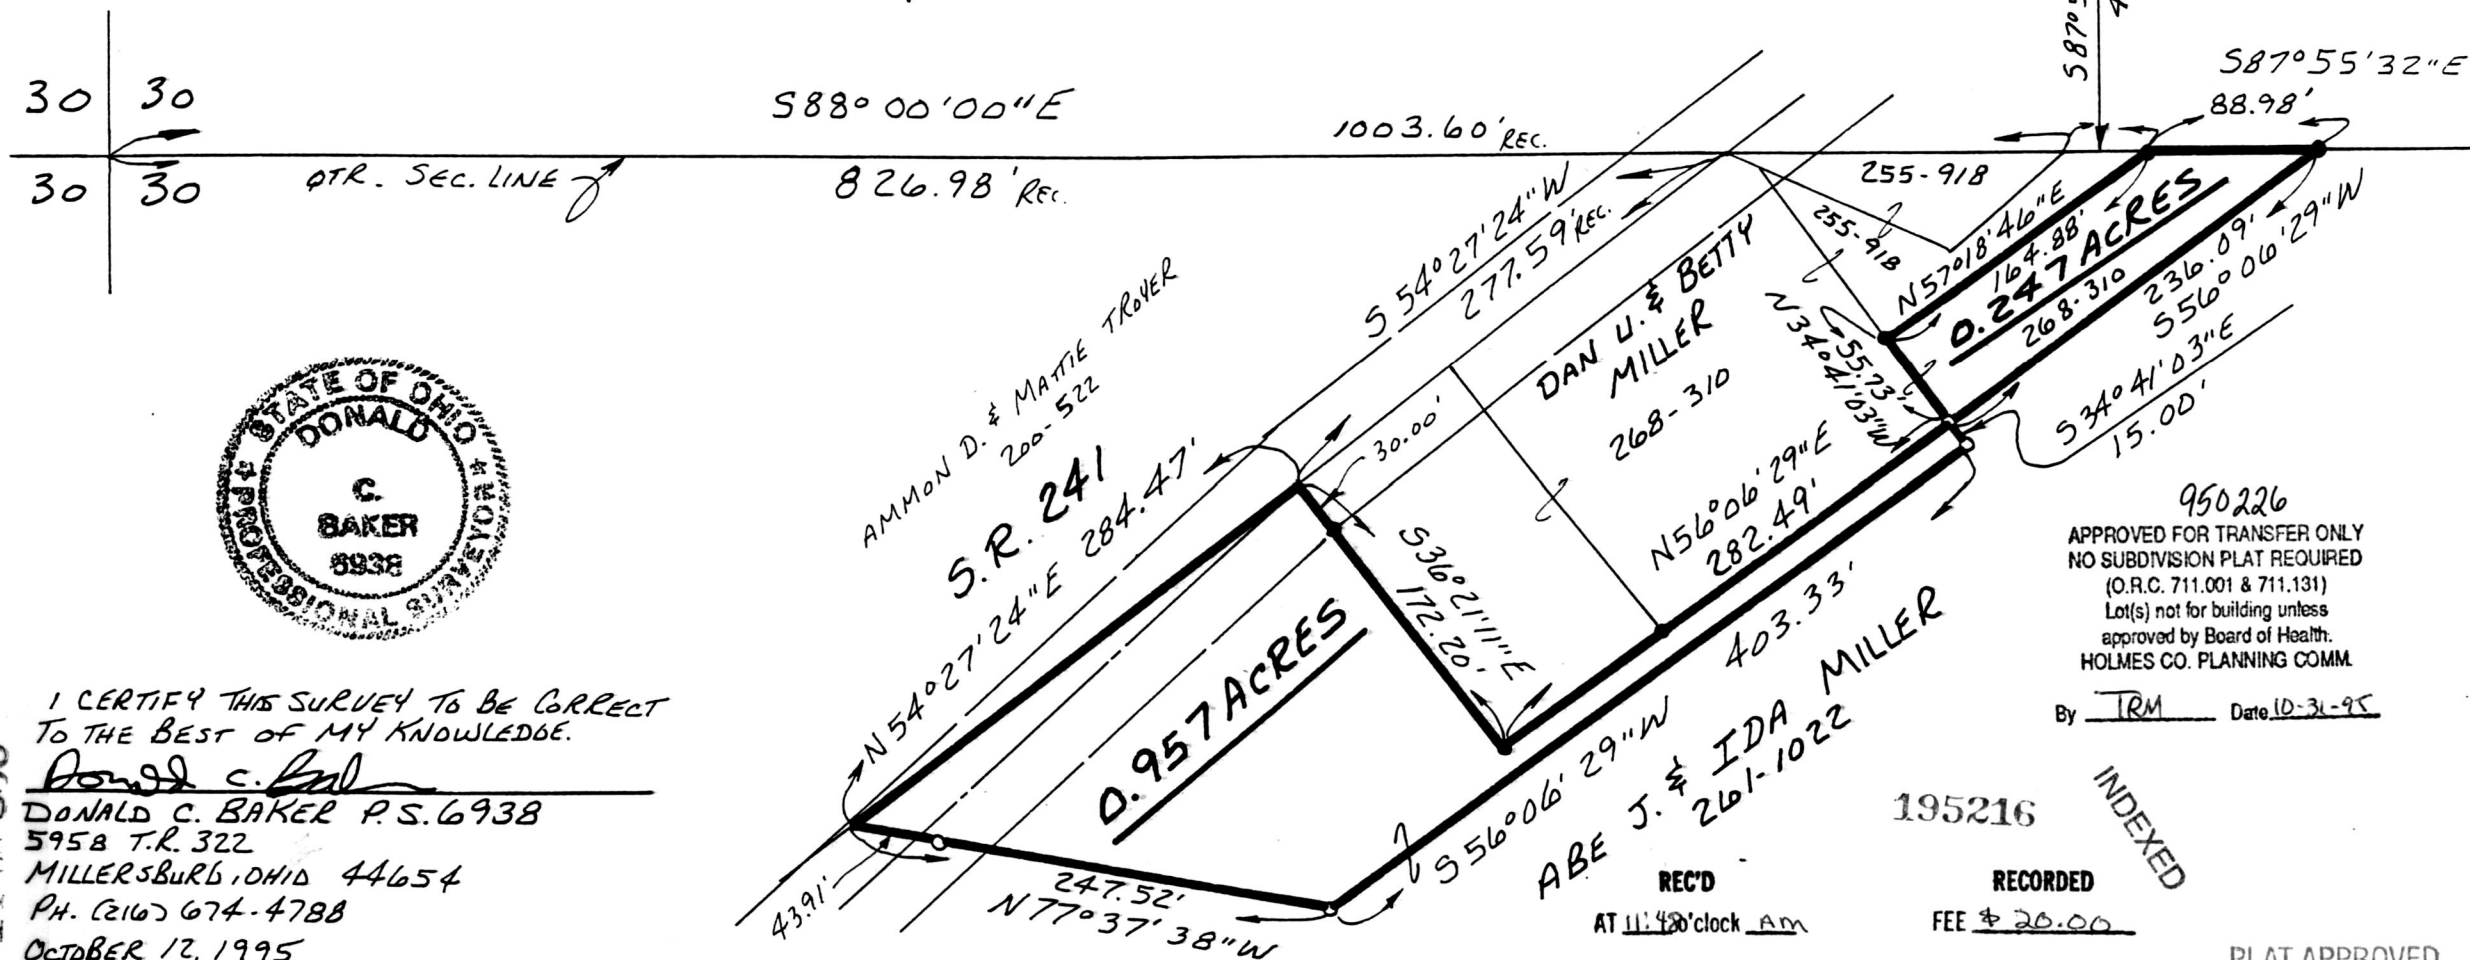 30
30
30
30
S88° 00'00"E
1003.60' REC.
QTR. SEC. LINE
826.98' REC.
S87°55'32"E
88.98'
255-918
255-918
S 54°27'24"W
277.59' REC.
N57°18'46"E
164.88'
0.247 ACRES
268-310
236.09'
S56°06'29"W
N34°41'03"W
55.73'
S34°41'03"E
15.00'
DAN U. & BETTY
MILLER
268-310
AMMON D. & MATTIE TROYER
200-522
S.R. 241
N54°27'24"E 284.47'
30.00'
S36°21'11"E
172.20'
N56°06'29"E
282.49'
403.33'
S56°06'29"W
0.957 ACRES
ABE J. & IDA MILLER
261-1022
43.91'
247.52'
N77°37'38"W
STATE OF OHIO
DONALD
C.
BAKER
6938
PROFESSIONAL SURVEYOR
I CERTIFY THIS SURVEY TO BE CORRECT
TO THE BEST OF MY KNOWLEDGE.
Donald C. Baker
DONALD C. BAKER P.S. 6938
5958 T.R. 322
MILLERSBURG, OHIO 44654
PH. (216) 674-4788
OCTOBER 12, 1995
950226
APPROVED FOR TRANSFER ONLY
NO SUBDIVISION PLAT REQUIRED
(O.R.C. 711.001 & 711.131)
Lot(s) not for building unless
approved by Board of Health.
HOLMES CO. PLANNING COMM.
By TRM Date 10-31-95
195216
INDEXED
REC'D
AT 11:48 o'clock AM
RECORDED
FEE $ 20.00
PLAT APPROVED